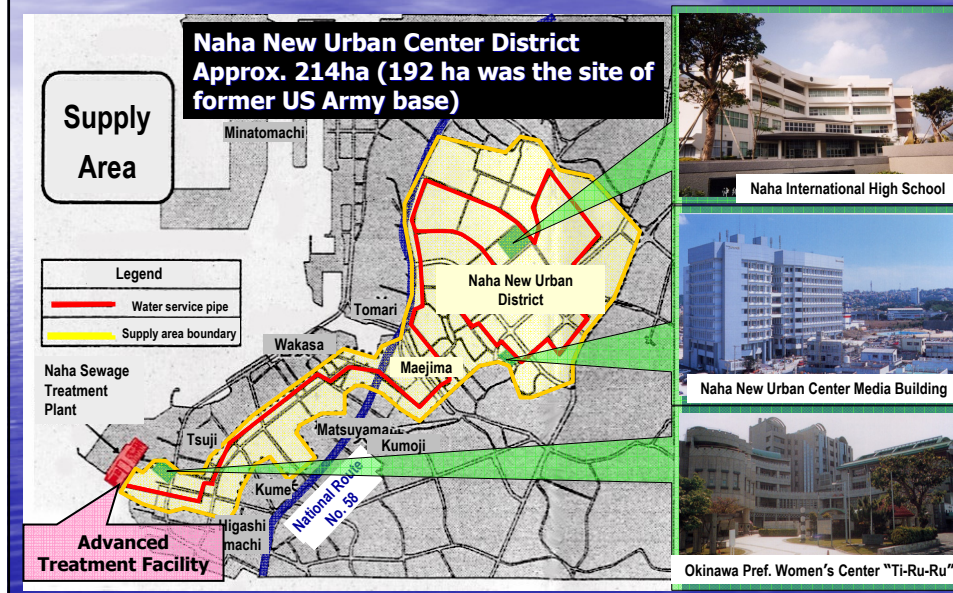 Naha New Urban Center District
Approx. 214ha (192 ha was the site of
former US Army base)
Supply
Area
Minatomachi
Legend
Water service pipe
Supply area boundary
Naha Sewage
Treatment
Plant
Tomari
Wakasa
Maejima
Naha New Urban
District
Tsuji
Matsuyama
Kumoji
Kume
National Route
No. 58
Higashi
machi
Advanced
Treatment Facility
Naha International High School
Naha New Urban Center Media Building
Okinawa Pref. Women's Center "Ti-Ru-Ru"